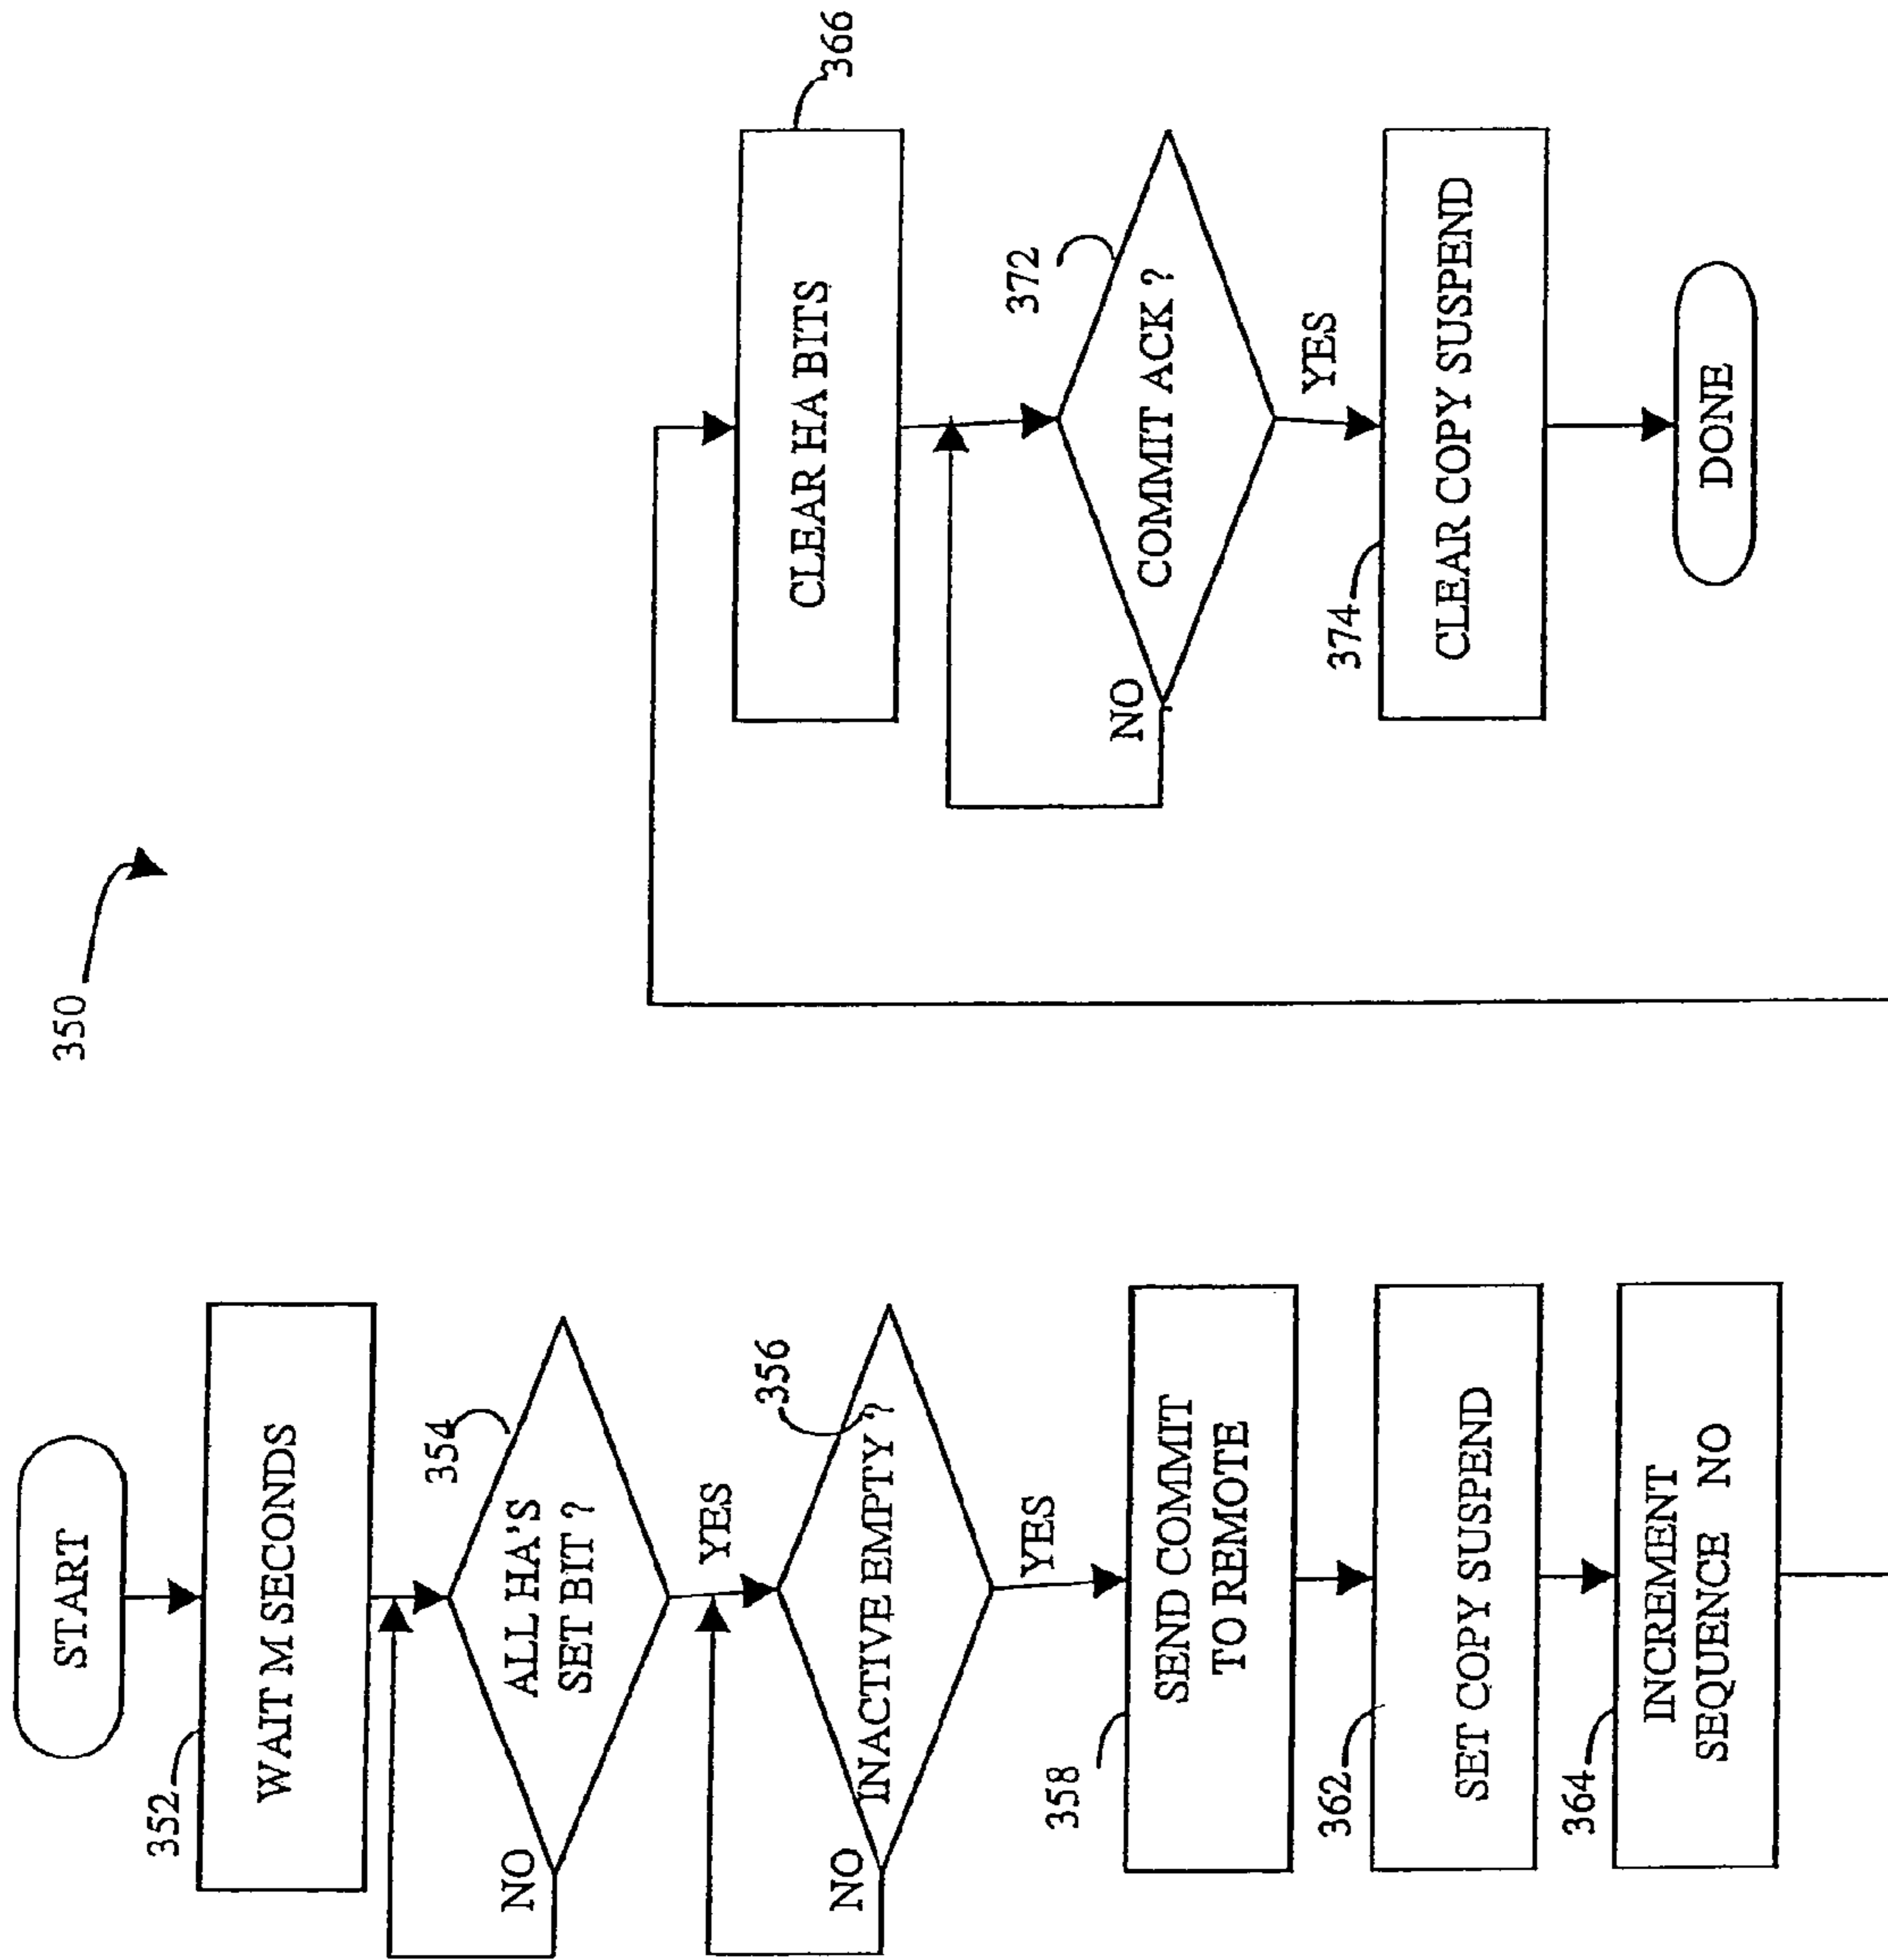 350
START
352
WAIT M SECONDS
354
ALL HA'S
SET BIT ?
NO
YES
356
INACTIVE EMPTY ?
NO
YES
358
SEND COMMIT
TO REMOTE
362
SET COPY SUSPEND
364
INCREMENT
SEQUENCE NO
366
CLEAR HA BITS
372
COMMIT ACK ?
NO
YES
374
CLEAR COPY SUSPEND
DONE